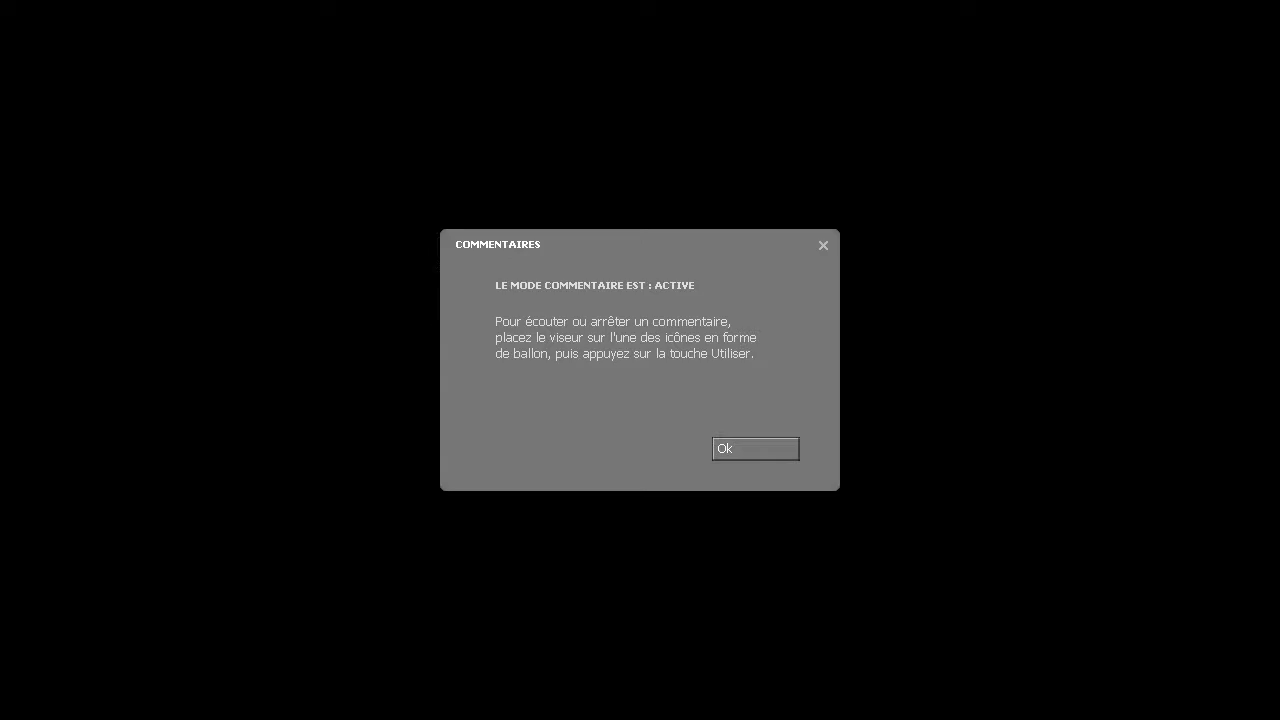 COMMENTAIRES
LE MODE COMMENTAIRE EST : ACTIVE
Pour écouter ou arrêter un commentaire,
placez le viseur sur l'une des icônes en forme
de ballon, puis appuyez sur la touche Utiliser.
Ok